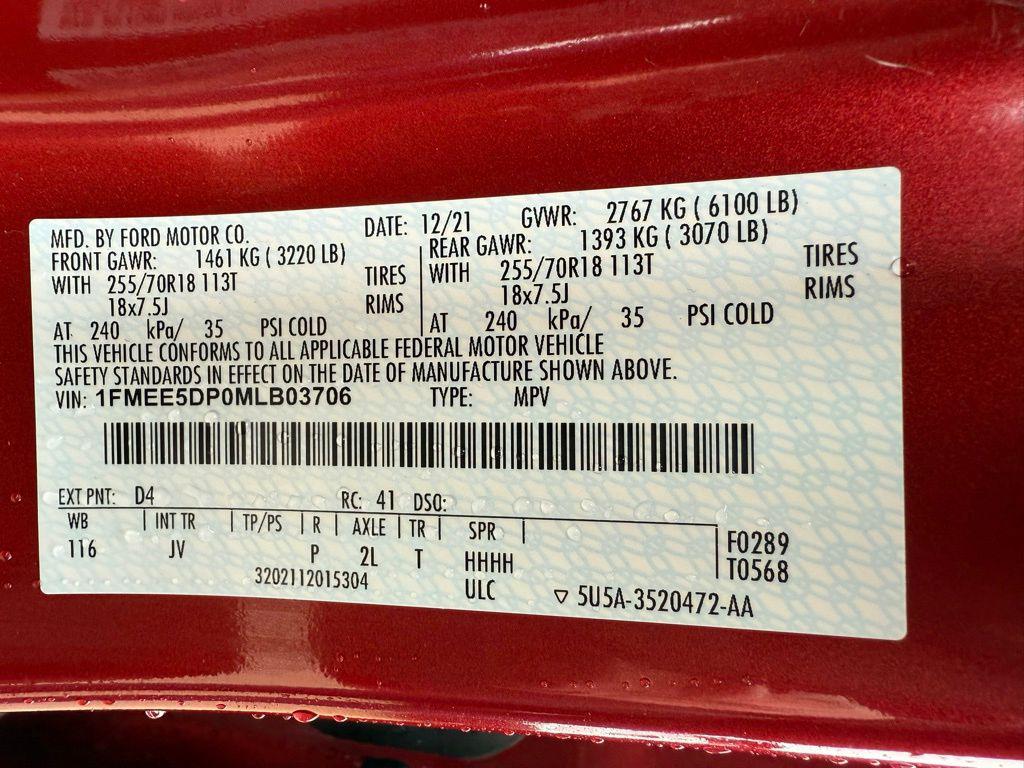 MFD. BY FORD MOTOR CO. DATE: 12/21 GVWR: 2767 KG ( 6100 LB)
FRONT GAWR: 1461 KG ( 3220 LB) REAR GAWR: 1393 KG ( 3070 LB)
WITH 255/70R18 113T TIRES WITH 255/70R18 113T TIRES
18x7.5J RIMS 18x7.5J RIMS
AT 240 kPa/ 35 PSI COLD AT 240 kPa/ 35 PSI COLD
THIS VEHICLE CONFORMS TO ALL APPLICABLE FEDERAL MOTOR VEHICLE
SAFETY STANDARDS IN EFFECT ON THE DATE OF MANUFACTURE SHOWN ABOVE.
VIN: 1FMEE5DP0MLB03706 TYPE: MPV
EXT PNT: D4 RC: 41 DSO:
WB | INT TR | TP/PS | R | AXLE | TR | SPR |
116 JV P 2L T HHHH F0289
3202112015304 ULC T0568
▽ 5U5A-3520472-AA